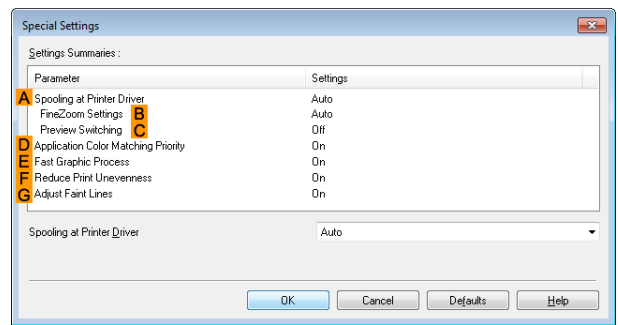 Special Settings
Settings Summaries :
Parameter Settings
A Spooling at Printer Driver Auto
FineZoom Settings B Auto
Preview Switching C Off
D Application Color Matching Priority On
E Fast Graphic Process On
F Reduce Print Unevenness On
G Adjust Faint Lines On
Spooling at Printer Driver Auto
OK Cancel Defaults Help